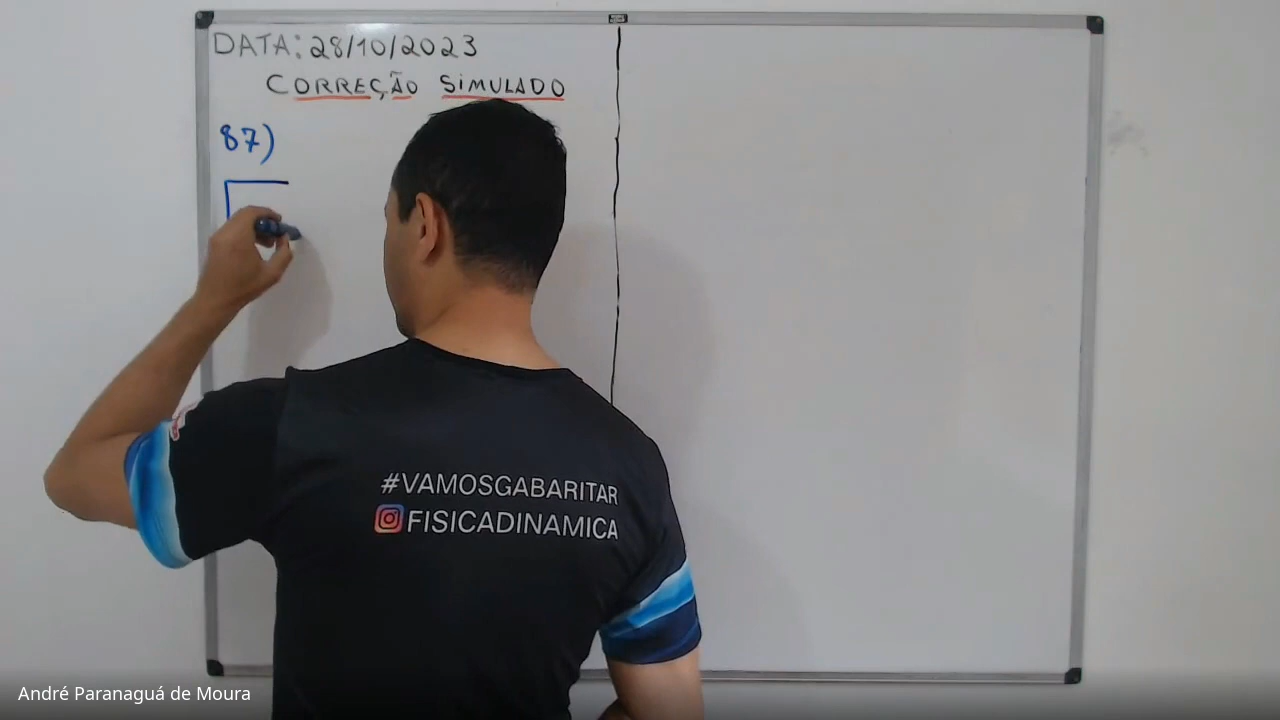 DATA: 28/10/2023
CORREÇÃO SIMULADO
87)
#VAMOSGABARITAR
FISICADINAMICA
André Paranaguá de Moura